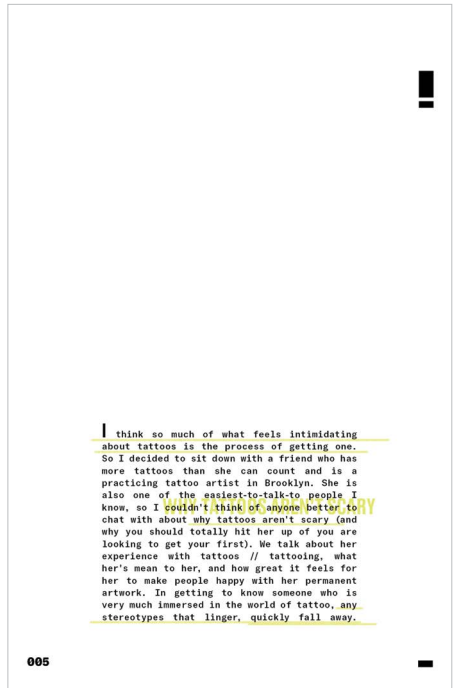 I think so much of what feels intimidating
about tattoos is the process of getting one.
So I decided to sit down with a friend who has
more tattoos than she can count and is a
practicing tattoo artist in Brooklyn. She is
also one of the easiest-to-talk-to people I
know, so I couldn't think of anyone better to
WHY TATTOOS AREN'T SCARY
chat with about why tattoos aren't scary (and
why you should totally hit her up of you are
looking to get your first). We talk about her
experience with tattoos // tattooing, what
her's mean to her, and how great it feels for
her to make people happy with her permanent
artwork. In getting to know someone who is
very much immersed in the world of tattoo, any
stereotypes that linger, quickly fall away.
005